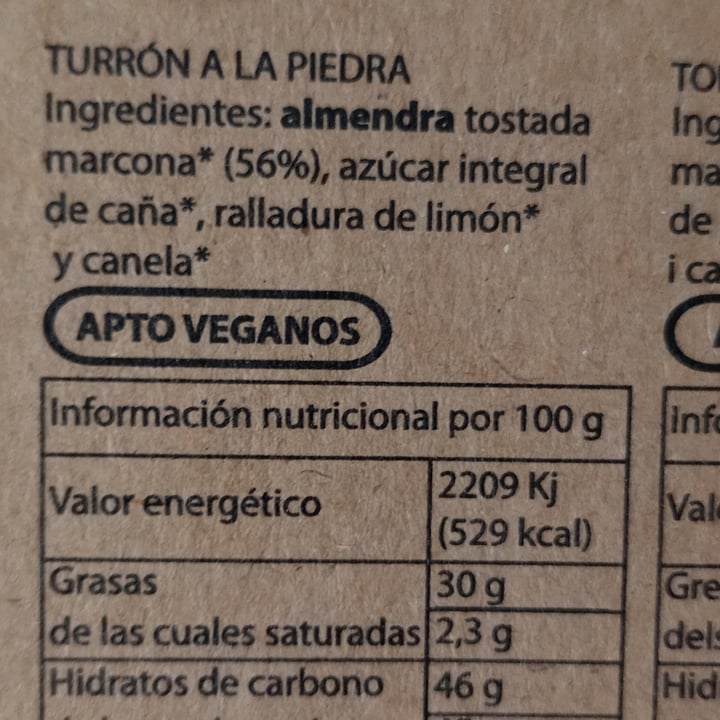 TURRÓN A LA PIEDRA
Ingredientes: almendra tostada
marcona* (56%), azúcar integral
de caña*, ralladura de limón*
y canela*
APTO VEGANOS
Información nutricional por 100 g
Valor energético 2209 Kj
(529 kcal)
Grasas 30 g
de las cuales saturadas 2,3 g
Hidratos de carbono 46 g